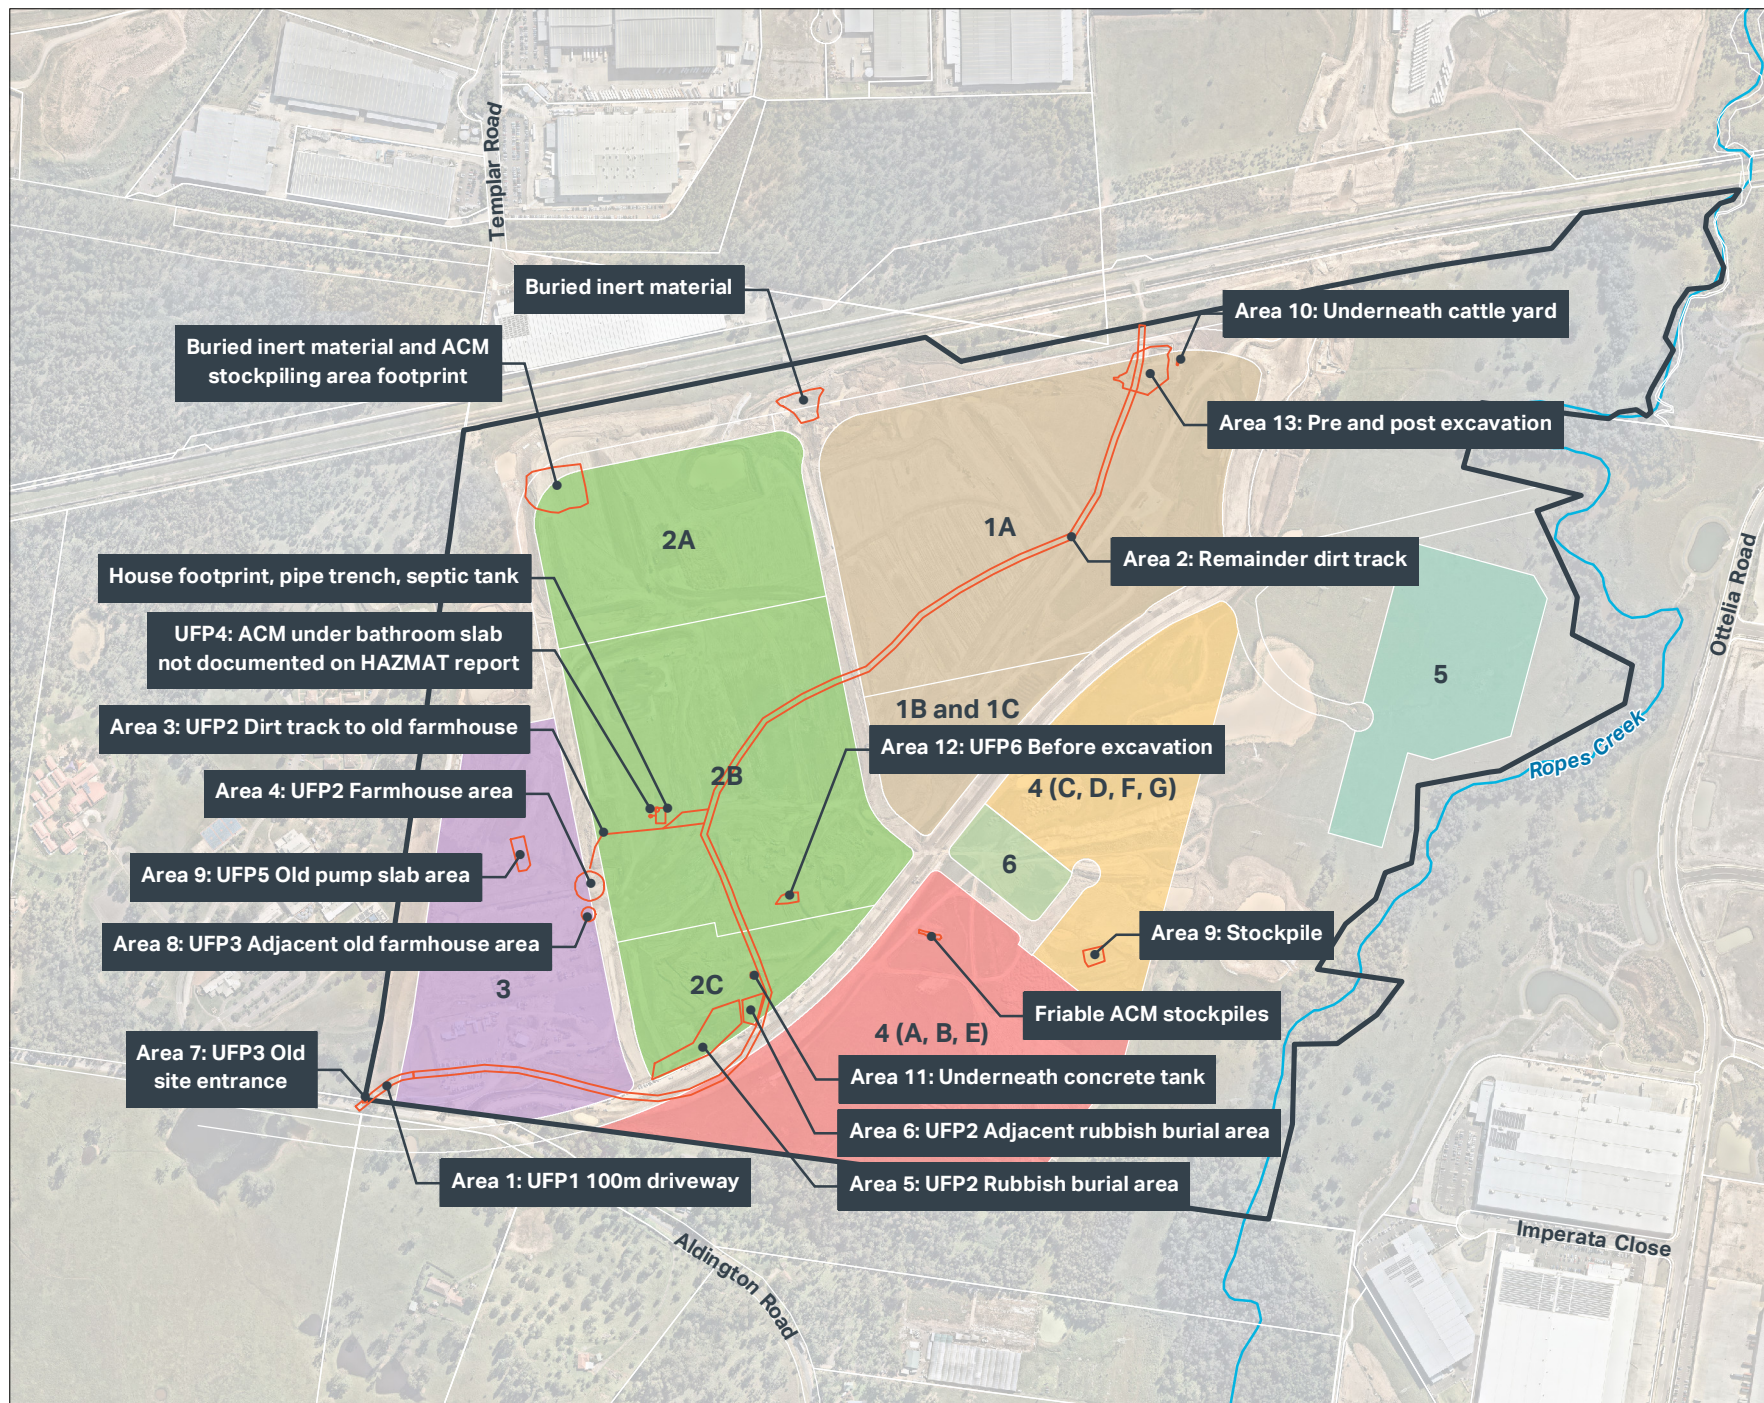 Templar Road
Buried inert material
Area 10: Underneath cattle yard
Buried inert material and ACM
stockpiling area footprint
Area 13: Pre and post excavation
2A
1A
Area 2: Remainder dirt track
House footprint, pipe trench, septic tank
Ottelia Road
UFP4: ACM under bathroom slab
not documented on HAZMAT report
5
1B and 1C
Area 3: UFP2 Dirt track to old farmhouse
Area 12: UFP6 Before excavation
Ropes Creek
2B
4 (C, D, F, G)
Area 4: UFP2 Farmhouse area
6
Area 9: UFP5 Old pump slab area
Area 9: Stockpile
Area 8: UFP3 Adjacent old farmhouse area
2C
3
Friable ACM stockpiles
4 (A, B, E)
Area 7: UFP3 Old
site entrance
Area 11: Underneath concrete tank
Area 6: UFP2 Adjacent rubbish burial area
Area 1: UFP1 100m driveway
Area 5: UFP2 Rubbish burial area
Imperata Close
Aldington Road